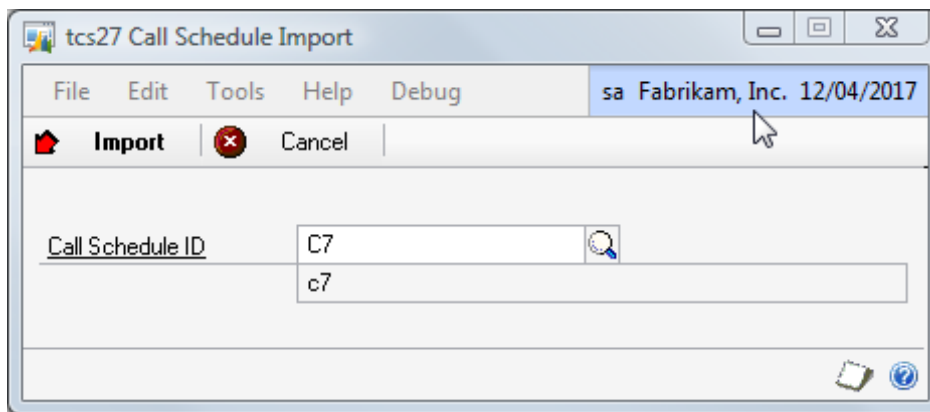 tcs27 Call Schedule Import
File Edit Tools Help Debug sa Fabrikam, Inc. 12/04/2017
Import Cancel
Call Schedule ID C7
c7